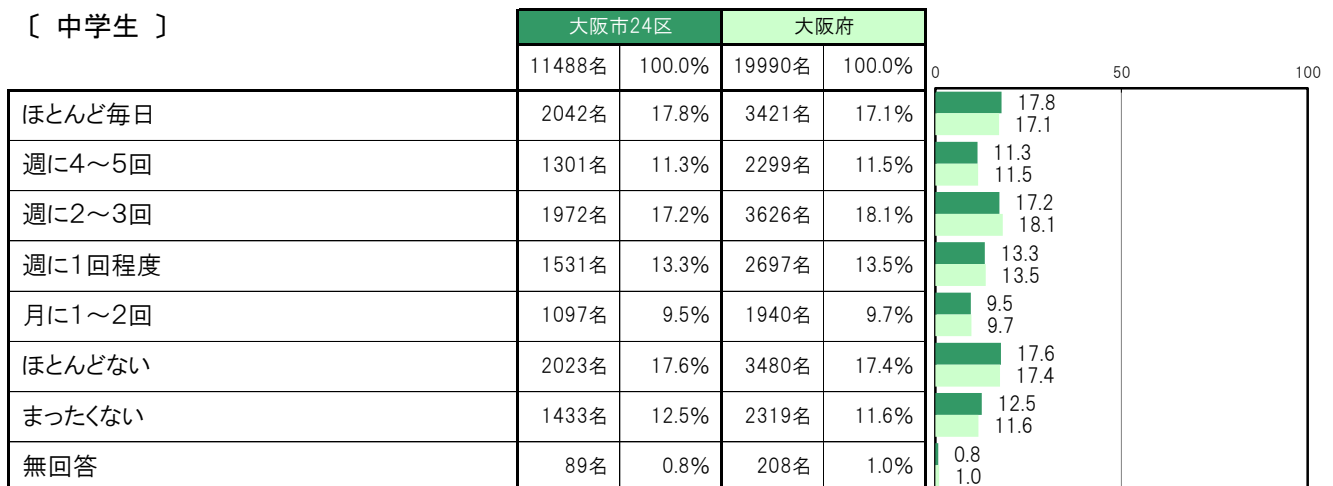 〔 中学生 〕
大阪市24区 大阪府
11488名 100.0% 19990名 100.0%
0 50 100
ほとんど毎日 2042名 17.8% 3421名 17.1% 17.8
17.1
週に4～5回 1301名 11.3% 2299名 11.5% 11.3
11.5
週に2～3回 1972名 17.2% 3626名 18.1% 17.2
18.1
週に1回程度 1531名 13.3% 2697名 13.5% 13.3
13.5
月に1～2回 1097名 9.5% 1940名 9.7% 9.5
9.7
ほとんどない 2023名 17.6% 3480名 17.4% 17.6
17.4
まったくない 1433名 12.5% 2319名 11.6% 12.5
11.6
無回答 89名 0.8% 208名 1.0% 0.8
1.0